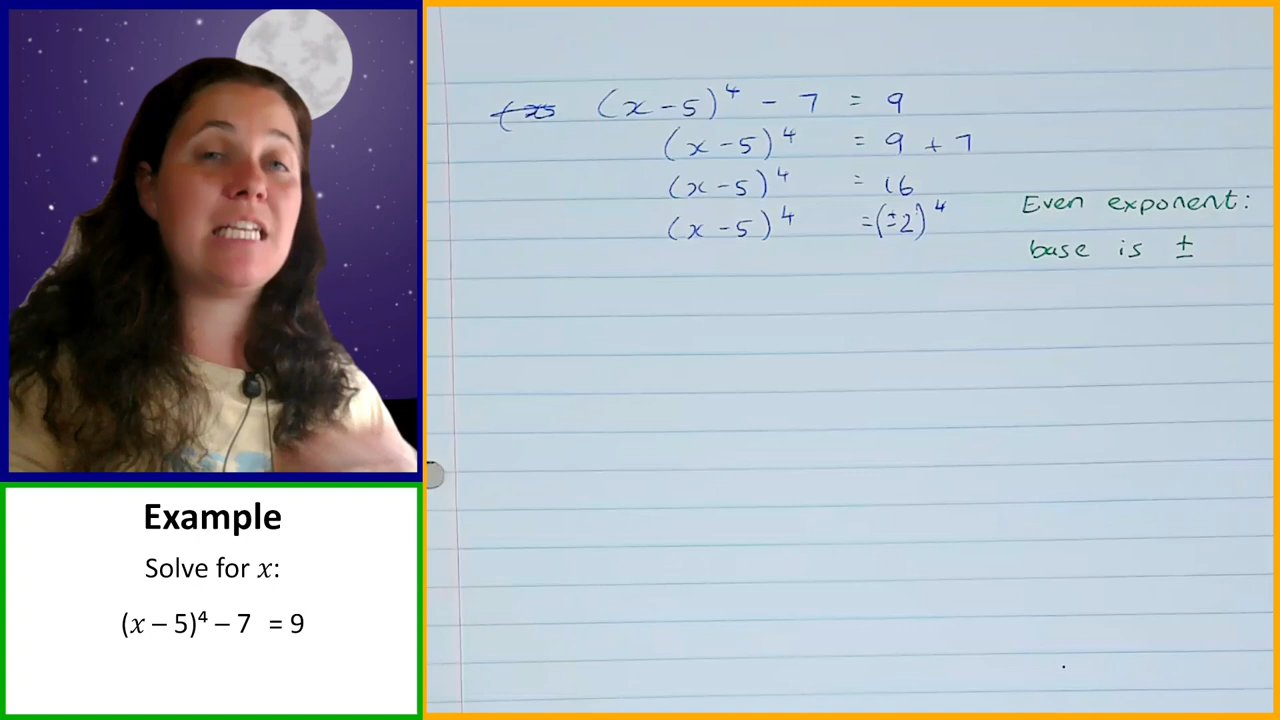 Example
Solve for x:
(x – 5)⁴ – 7 = 9
(x - 5)⁴ - 7 = 9
(x - 5)⁴ = 9 + 7
(x - 5)⁴ = 16
(x - 5)⁴ = (±2)⁴
Even exponent:
base is ±